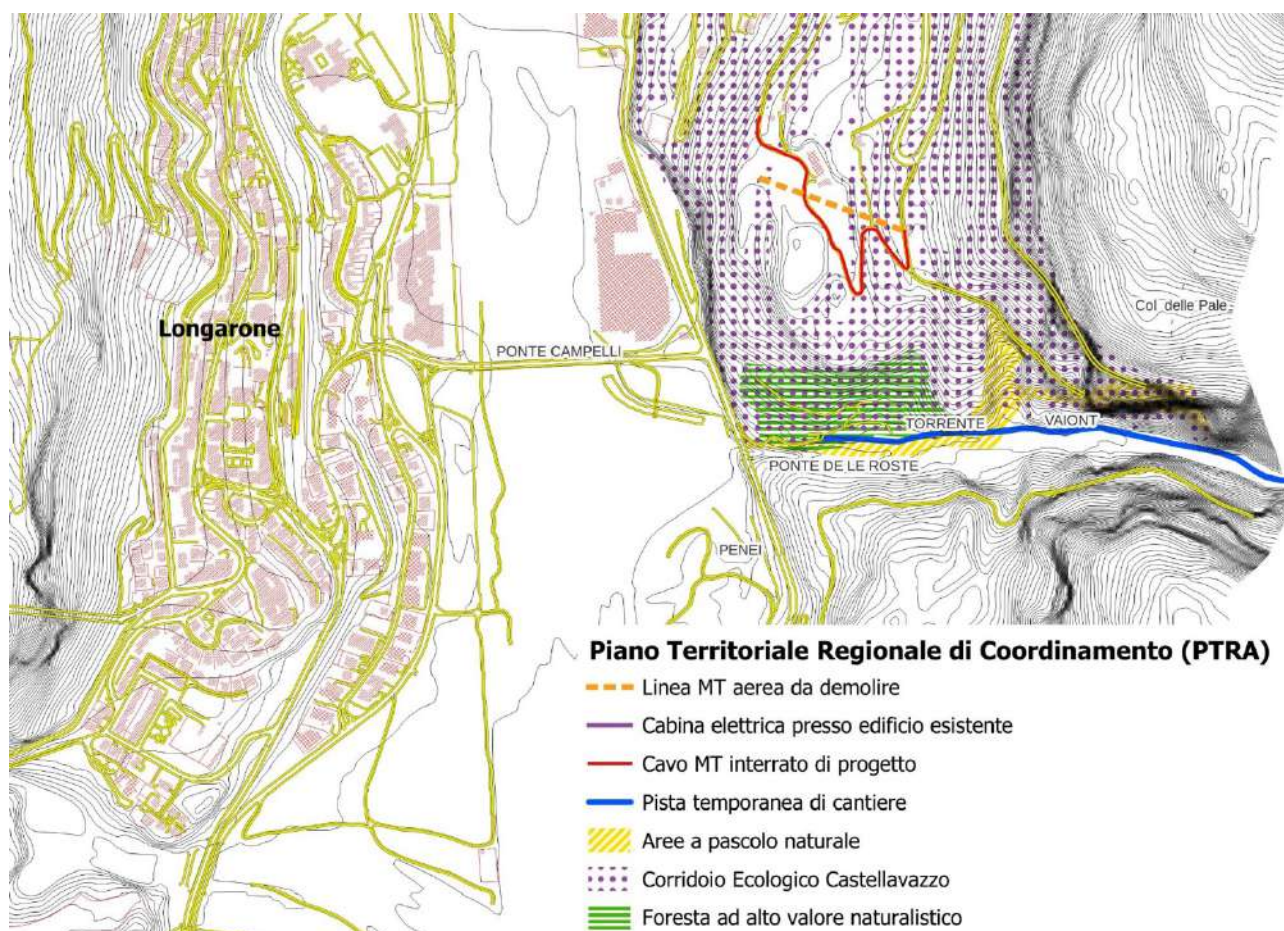 Col delle Pale
Longarone
PONTE CAMPELLI
TORRENTE VAIONT
PONTE DE LE ROSTE
PENEI
Piano Territoriale Regionale di Coordinamento (PTRA)
Linea MT aerea da demolire
Cabina elettrica presso edificio esistente
Cavo MT interrato di progetto
Pista temporanea di cantiere
Aree a pascolo naturale
Corridoio Ecologico Castellavazzo
Foresta ad alto valore naturalistico